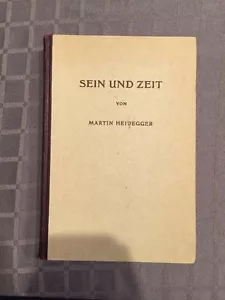 SEIN UND ZEIT
VON
MARTIN HEIDEGGER